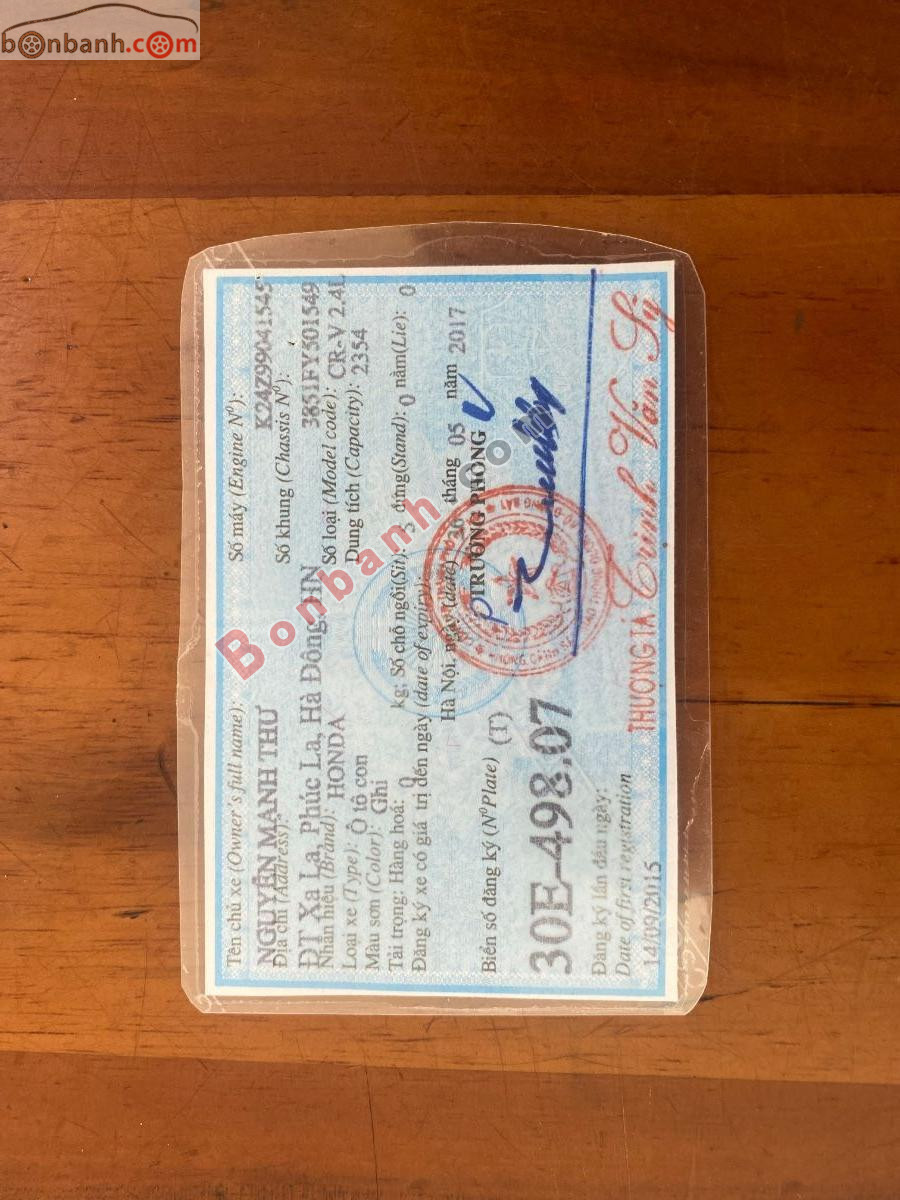 bonbanh.com
Tên chủ xe (Owner's full name): Số máy (Engine Nº):
NGUYỄN MẠNH THƯ K24Z99041545
Địa chỉ (Address): Số khung (Chassis Nº):
ĐT Xa La, Phúc La, Hà Đông, HN 3851FY501549
Nhãn hiệu (Brand): HONDA Số loại (Model code): CR-V 2.4L
Loại xe (Type): Ô tô con Dung tích (Capacity): 2354
Màu sơn (Color): Ghi
Tải trọng: Hàng hoá: 0 kg; Số chỗ ngồi(Sit): 5 đứng(Stand): 0 nằm(Lie): 0
Đăng ký xe có giá trị đến ngày (date of expiry):
Hà Nội, ngày (date) 26 tháng 05 năm 2017
Biển số đăng ký (Nº Plate) (T) TRƯỞNG PHÒNG
30E-498.07
Đăng ký lần đầu ngày:
Date of first registration
14/09/2015 THƯỢNG TÁ Trịnh Văn Sỹ
Bonbanh.com